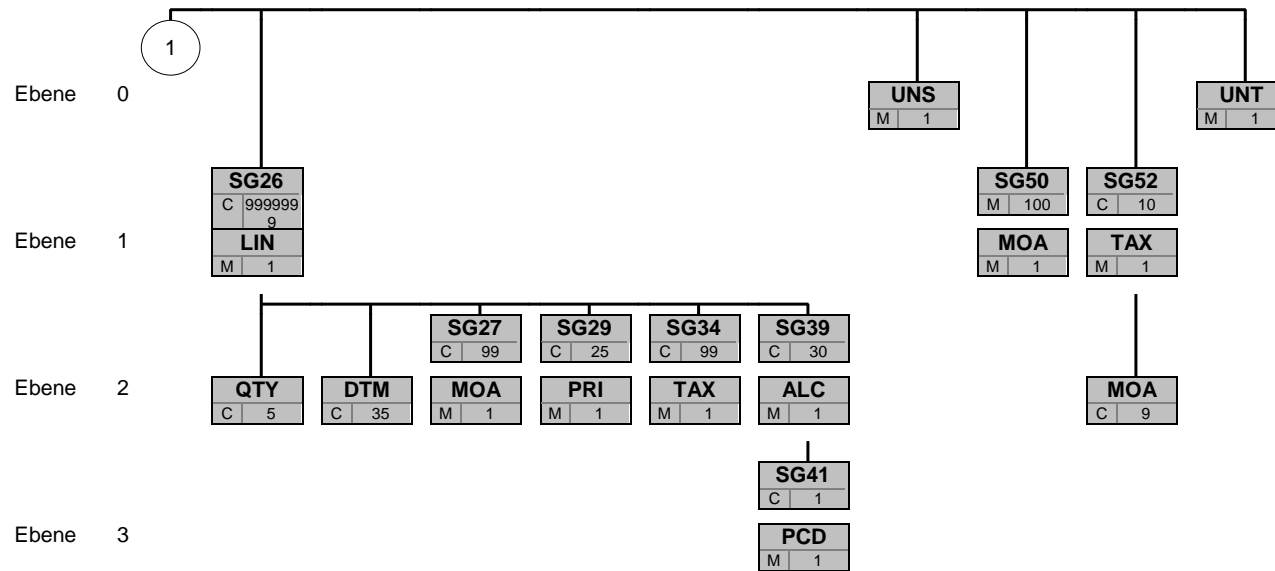 1
Ebene 0
UNS
UNT
M 1
M 1
SG26
SG50
SG52
C 999999
9
M 100
C 10
Ebene 1
LIN
MOA
TAX
M 1
M 1
M 1
SG27
SG29
SG34
SG39
C 99
C 25
C 99
C 30
Ebene 2
QTY
DTM
MOA
PRI
TAX
ALC
MOA
C 5
C 35
M 1
M 1
M 1
M 1
C 9
SG41
C 1
Ebene 3
PCD
M 1